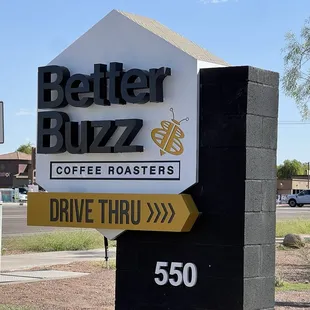 Better
Buzz
COFFEE ROASTERS
DRIVE THRU
550